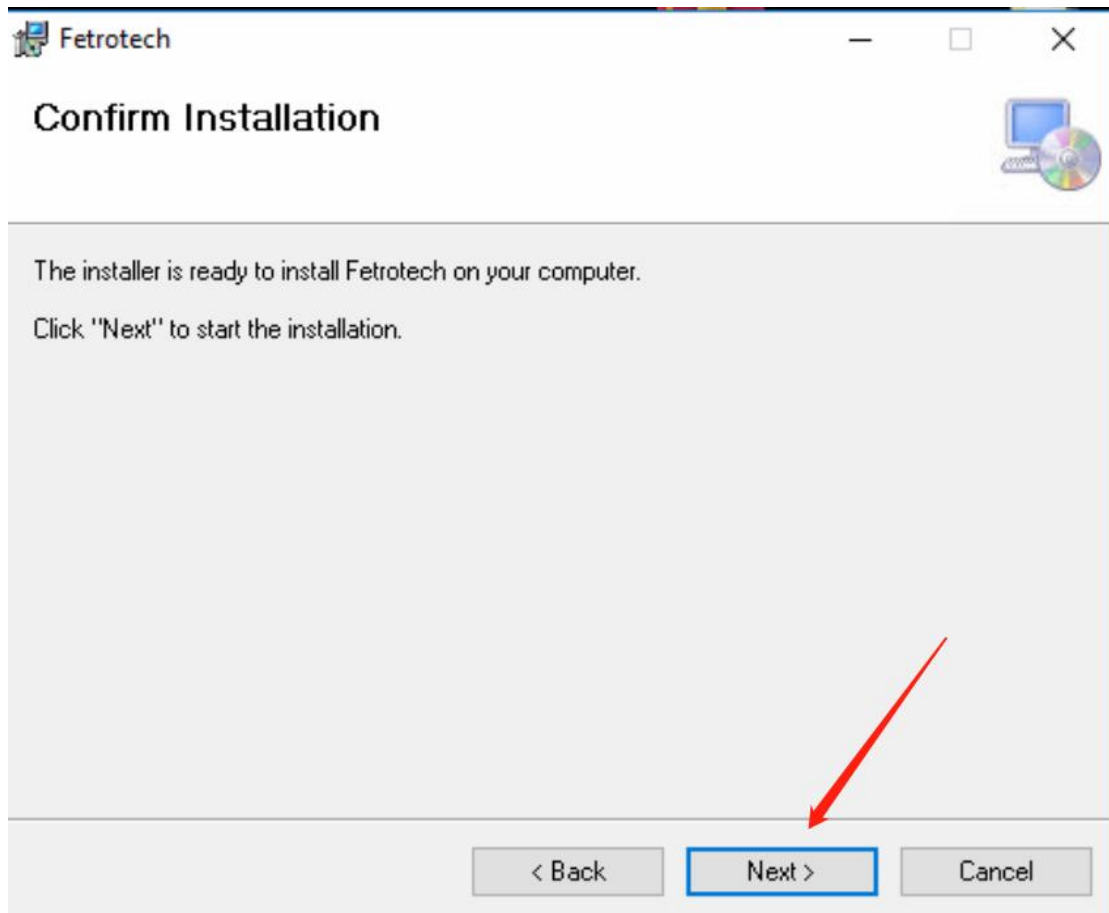 Fetrotech
Confirm Installation
The installer is ready to install Fetrotech on your computer.
Click "Next" to start the installation.
< Back
Next >
Cancel